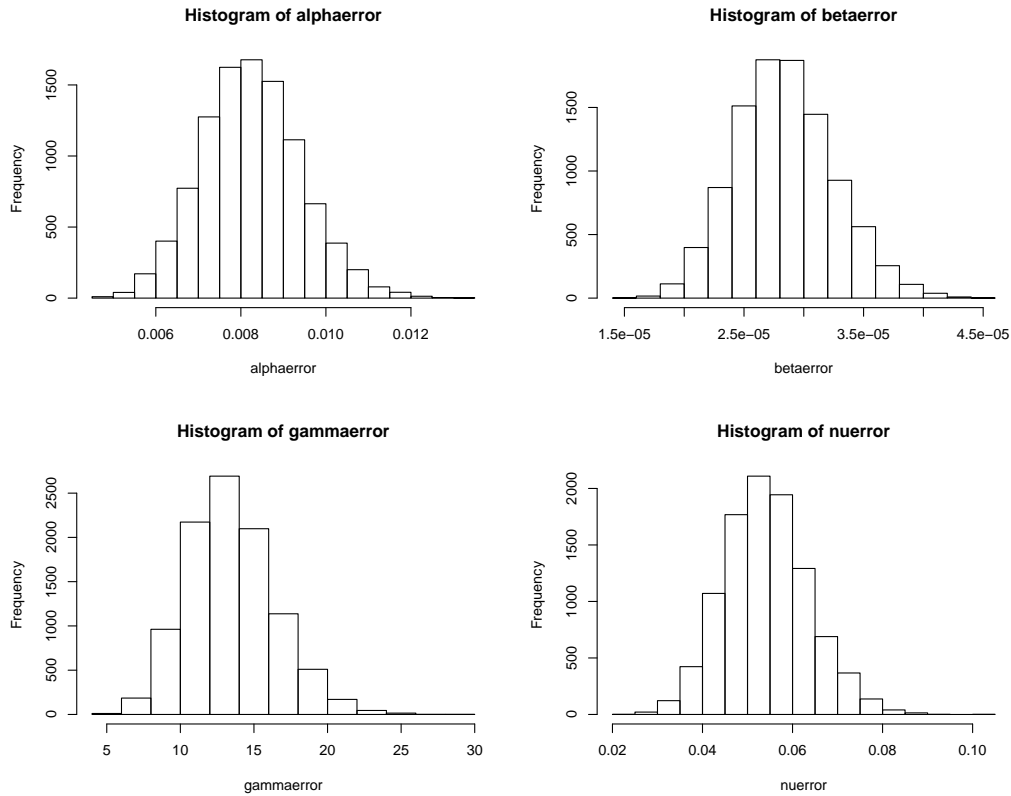 Histogram of alphaerror
Frequency
0
500
1000
1500
0.006
0.008
0.010
0.012
alphaerror
Histogram of betaerror
Frequency
0
500
1000
1500
1.5e−05
2.5e−05
3.5e−05
4.5e−05
betaerror
Histogram of gammaerror
Frequency
0
500
1000
1500
2000
2500
5
10
15
20
25
30
gammaerror
Histogram of nuerror
Frequency
0
500
1000
1500
2000
0.02
0.04
0.06
0.08
0.10
nuerror